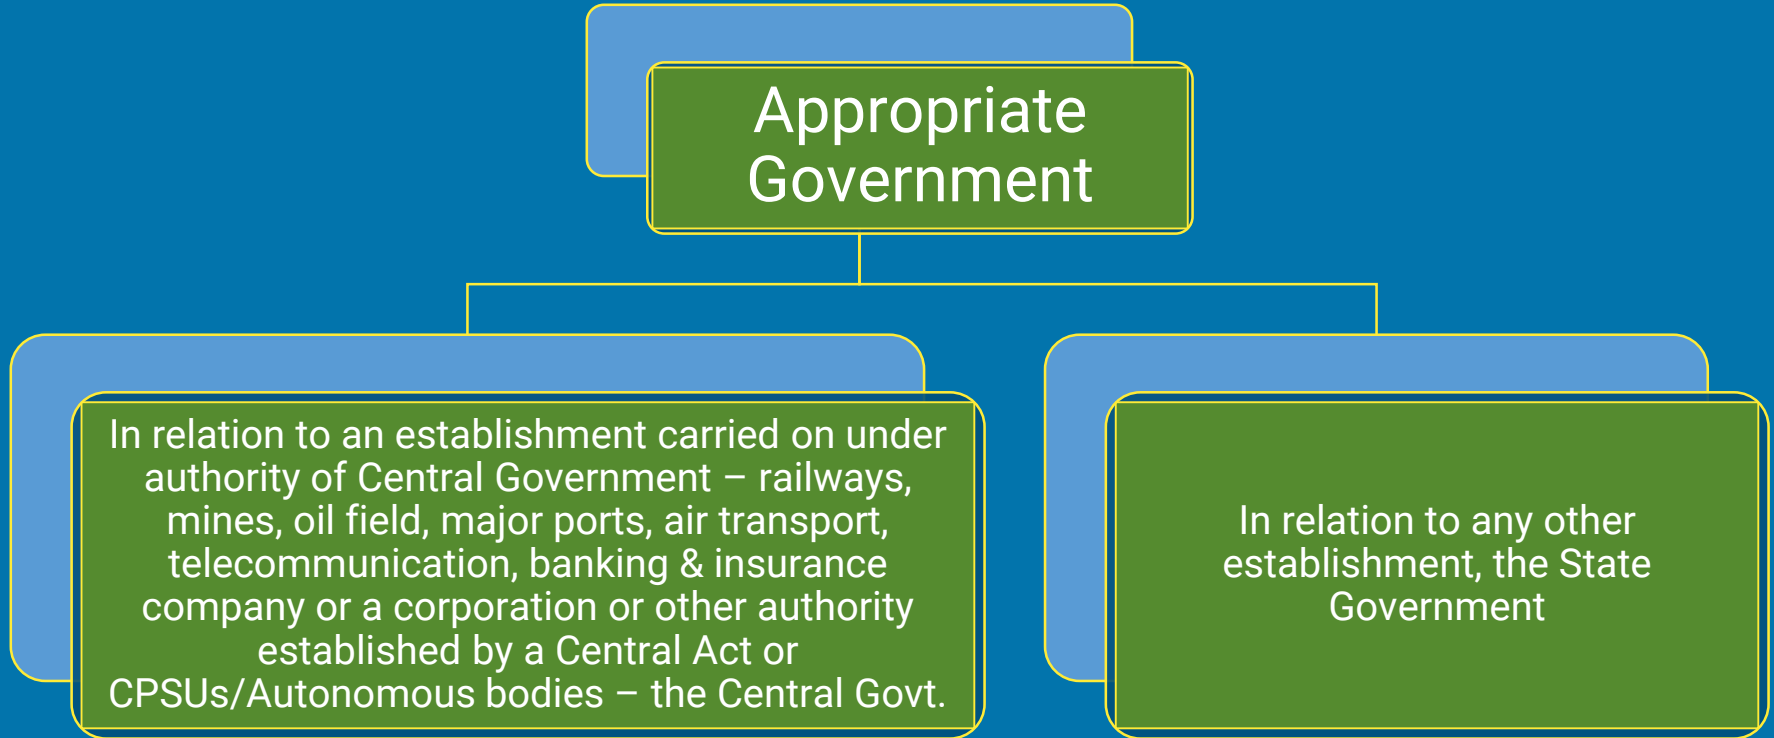 Appropriate
Government
In relation to an establishment carried on under
authority of Central Government – railways,
mines, oil field, major ports, air transport,
telecommunication, banking & insurance
company or a corporation or other authority
established by a Central Act or
CPSUs/Autonomous bodies – the Central Govt.
In relation to any other
establishment, the State
Government